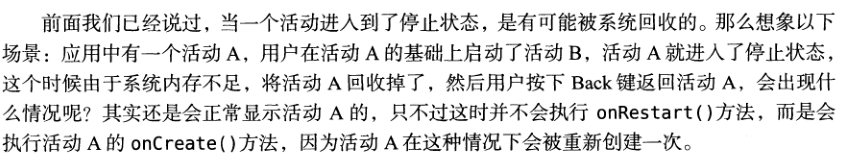 前面我们已经说过，当一个活动进入到了停止状态，是有可能被系统回收的。那么想象以下
场景：应用中有一个活动 A，用户在活动 A 的基础上启动了活动 B，活动 A 就进入了停止状态，
这个时候由于系统内存不足，将活动 A 回收掉了，然后用户按下 Back 键返回活动 A，会出现什
么情况呢？其实还是会正常显示活动 A 的，只不过这时并不会执行 onRestart()方法，而是会
执行活动 A 的 onCreate()方法，因为活动 A 在这种情况下会被重新创建一次。